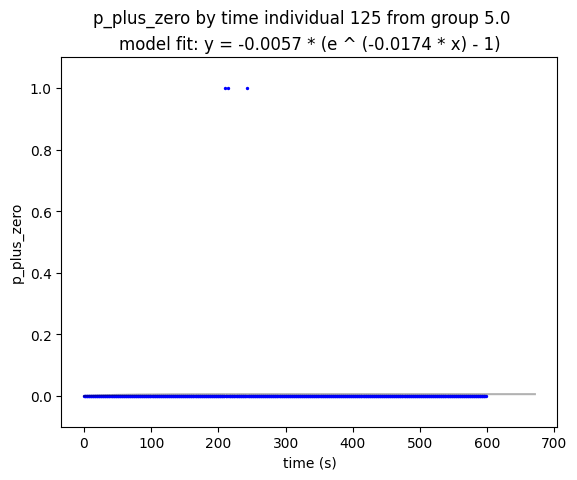 p_plus_zero by time individual 125 from group 5.0
model fit: y = -0.0057 * (e ^ (-0.0174 * x) - 1)
1.0
0.8
0.6
0.4
0.2
0.0
p_plus_zero
0 100 200 300 400 500 600 700
time (s)